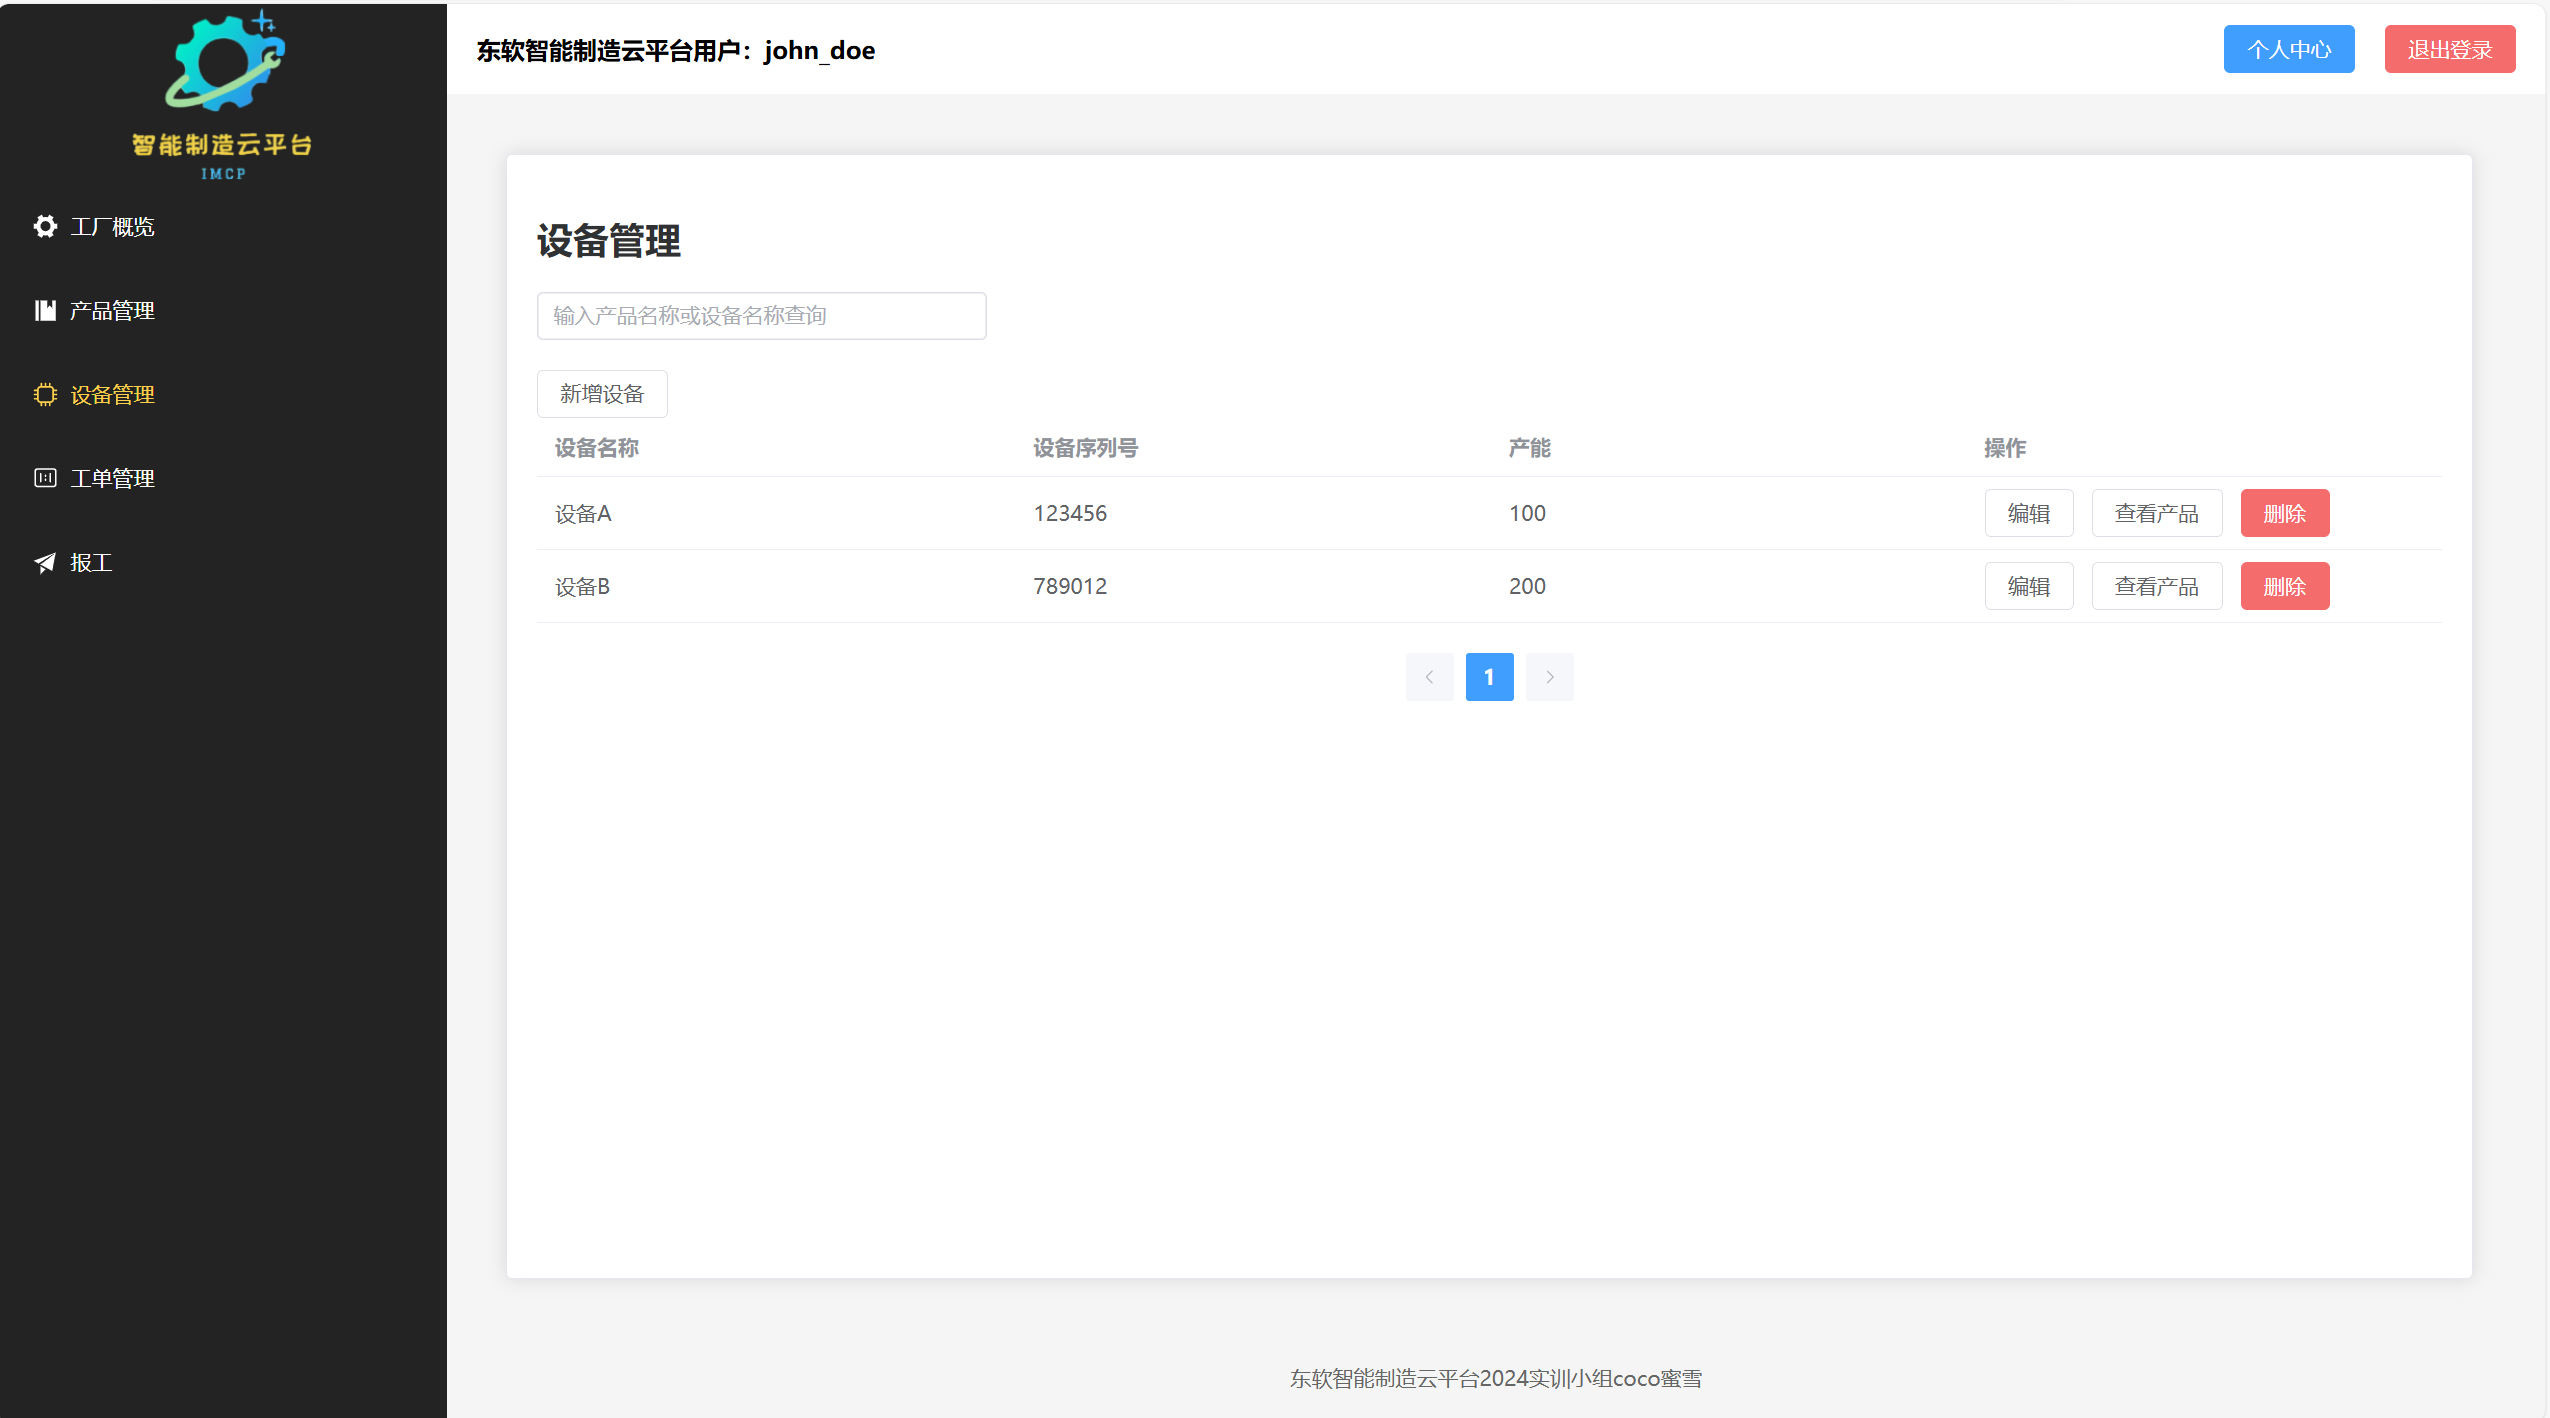 智能制造云平台
IMCP
工厂概览
产品管理
设备管理
工单管理
报工
东软智能制造云平台用户：john_doe
个人中心
退出登录
设备管理
输入产品名称或设备名称查询
新增设备
设备名称 设备序列号 产能 操作
设备A 123456 100 编辑 查看产品 删除
设备B 789012 200 编辑 查看产品 删除
1
东软智能制造云平台2024实训小组coco蜜雪